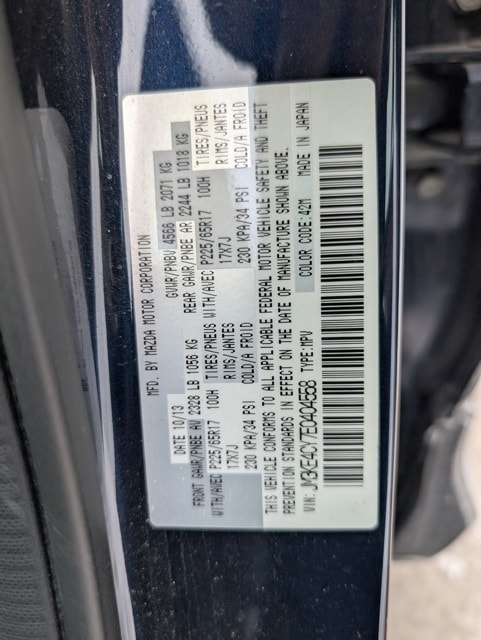 MFD. BY MAZDA MOTOR CORPORATION
DATE 10/13 GVWR/PNBV 4566 LB 2071 KG
FRONT GAWR/PNBE AV 2328 LB 1056 KG REAR GAWR/PNBE AR 2244 LB 1018 KG
WITH/AVEC P225/65R17 100H TIRES/PNEUS WITH/AVEC P225/65R17 100H TIRES/PNEUS
17X7J RIMS/JANTES 17X7J RIMS/JANTES
230 KPA/34 PSI COLD/A FROID 230 KPA/34 PSI COLD/A FROID
THIS VEHICLE CONFORMS TO ALL APPLICABLE FEDERAL MOTOR VEHICLE SAFETY AND THEFT
PREVENTION STANDARDS IN EFFECT ON THE DATE OF MANUFACTURE SHOWN ABOVE.
VIN: JM3KE4CY7E0404558 TYPE: MPV COLOR CODE: 42M MADE IN JAPAN